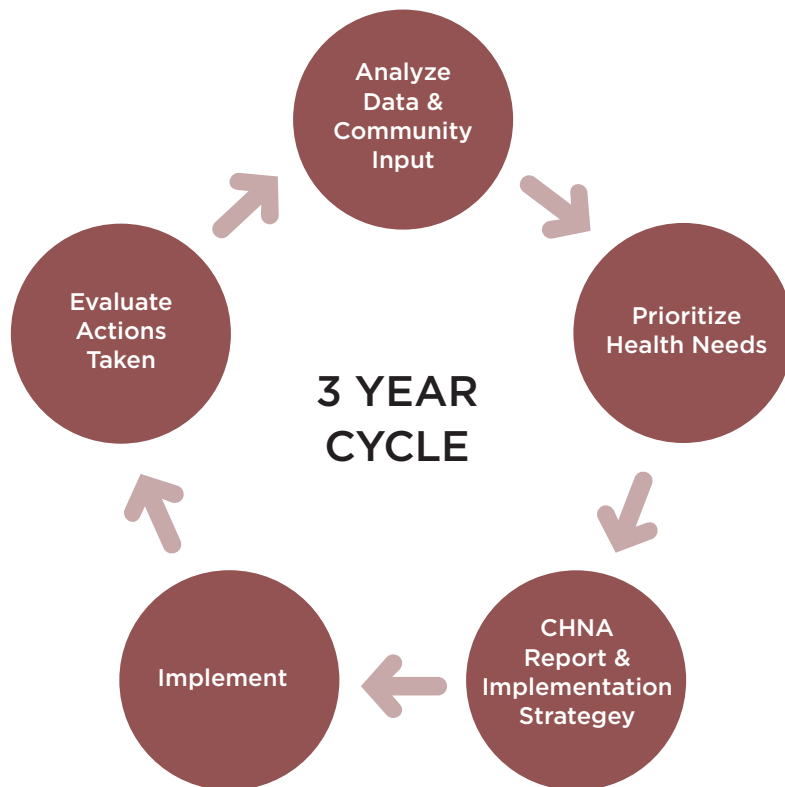 Analyze
Data &
Community
Input
Prioritize
Health Needs
CHNA
Report &
Implementation
Strategey
Implement
Evaluate
Actions
Taken
3 YEAR
CYCLE